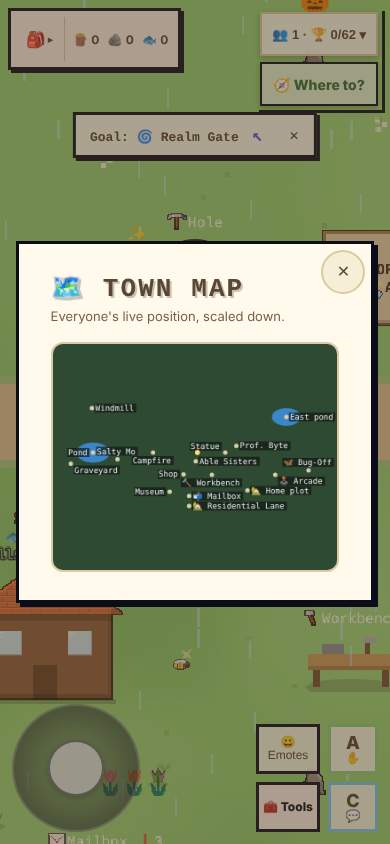 0 0 0
1 · 0/62
Where to?
Goal: Realm Gate ×
Hole
TOWN MAP
×
Everyone's live position, scaled down.
Windmill
East pond
Statue
Prof. Byte
Pond
Salty Mo
Campfire
Able Sisters
Bug-Off
Graveyard
Shop
Workbench
Arcade
Museum
Mailbox
Home plot
Residential Lane
Workbenc
Emotes
A
Tools
C
Mailbox
3